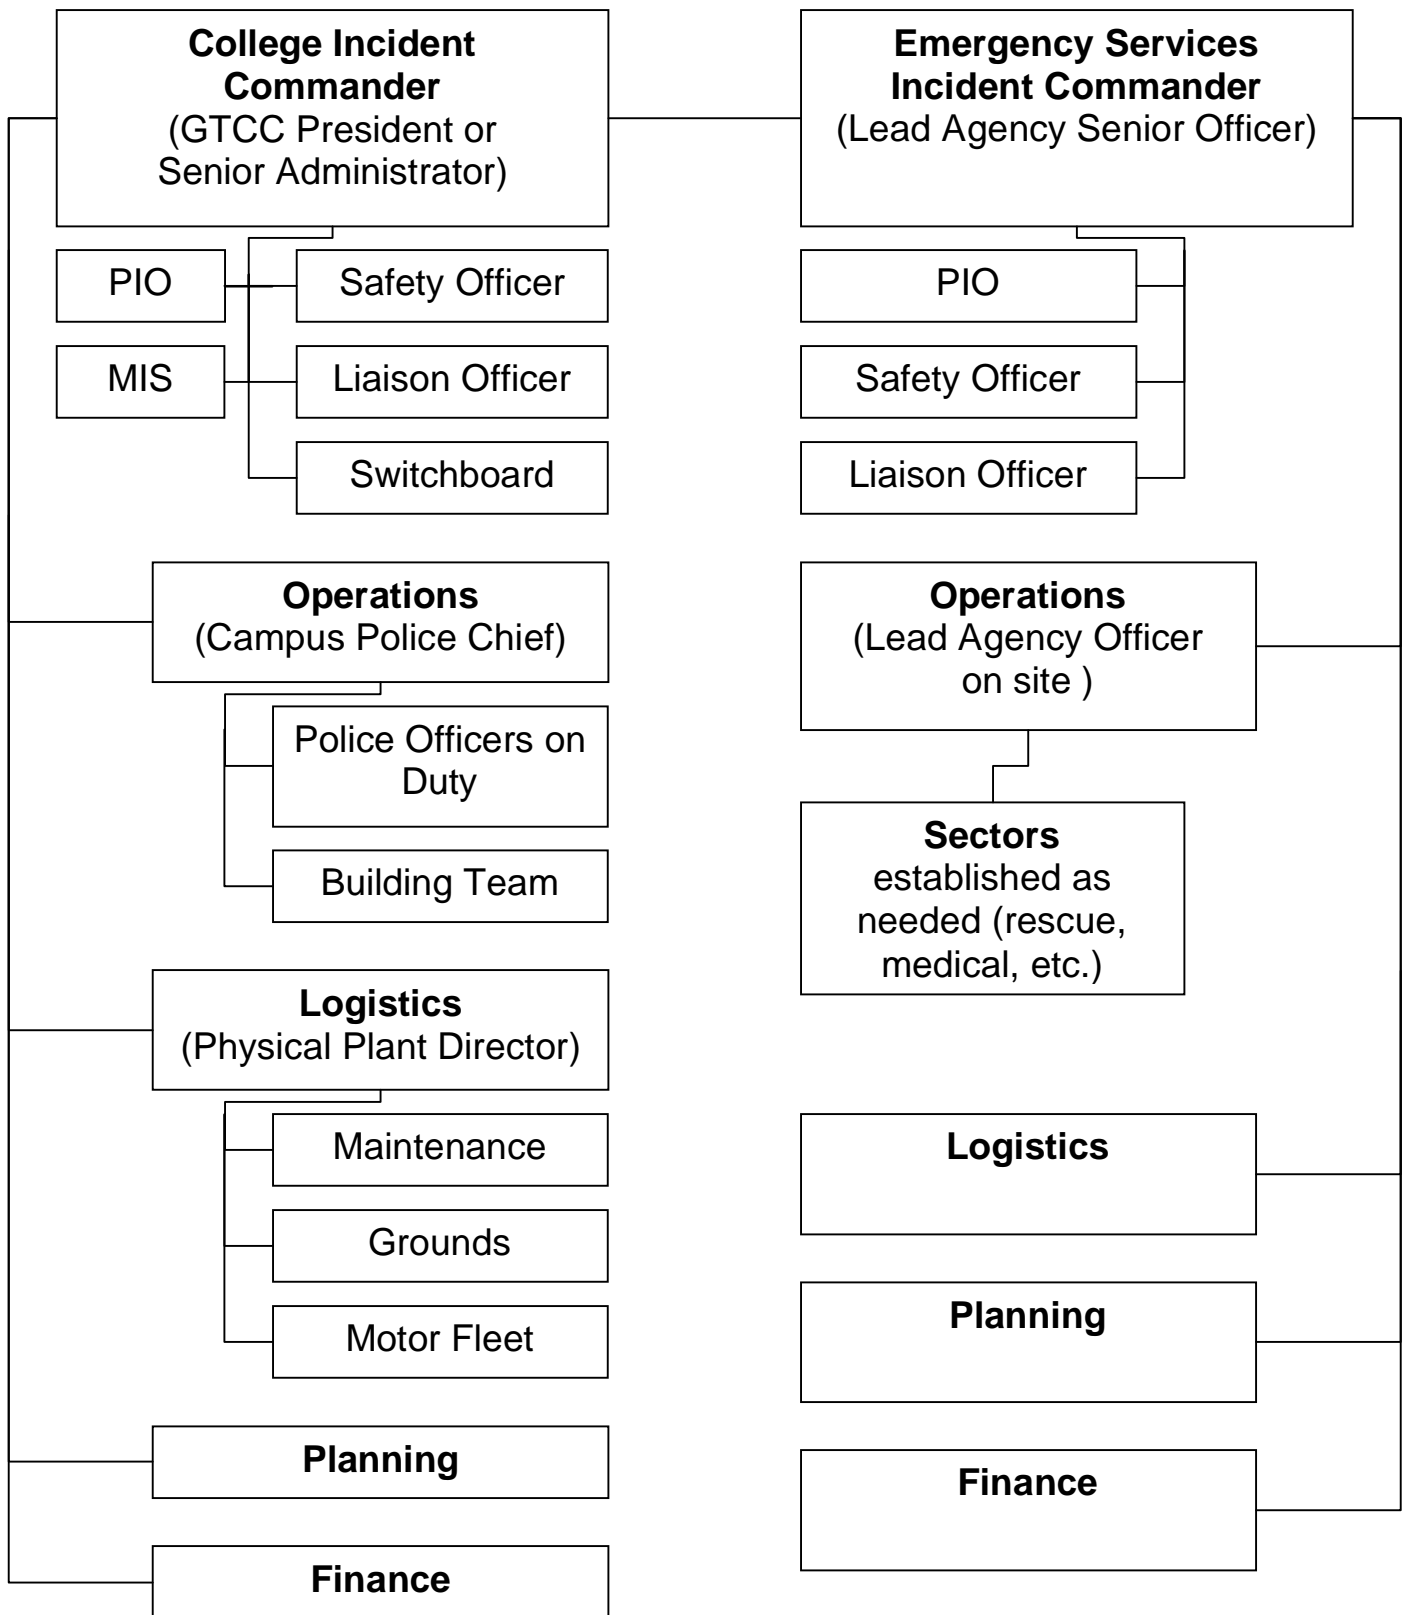 College Incident
Commander
(GTCC President or
Senior Administrator)
PIO
Safety Officer
MIS
Liaison Officer
Switchboard
Operations
(Campus Police Chief)
Police Officers on
Duty
Building Team
Logistics
(Physical Plant Director)
Maintenance
Grounds
Motor Fleet
Planning
Finance
Emergency Services
Incident Commander
(Lead Agency Senior Officer)
PIO
Safety Officer
Liaison Officer
Operations
(Lead Agency Officer
on site )
Sectors
established as
needed (rescue,
medical, etc.)
Logistics
Planning
Finance